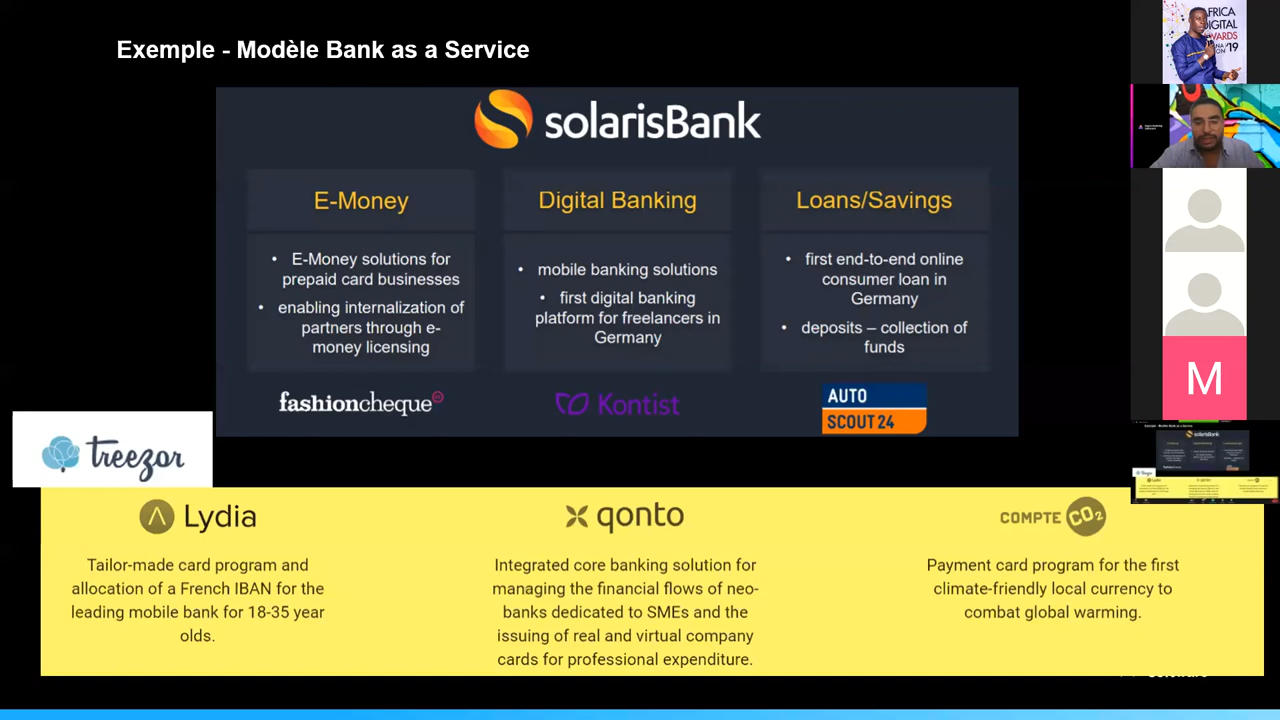 Exemple - Modèle Bank as a Service
solarisBank
E-Money
Digital Banking
Loans/Savings
• E-Money solutions for
prepaid card businesses
• enabling internalization of
partners through e-
money licensing
• mobile banking solutions
• first digital banking
platform for freelancers in
Germany
• first end-to-end online
consumer loan in
Germany
• deposits – collection of
funds
fashioncheque
Kontist
AUTO
SCOUT 24
treezor
Lydia
Tailor-made card program and
allocation of a French IBAN for the
leading mobile bank for 18-35 year
olds.
qonto
Integrated core banking solution for
managing the financial flows of neo-
banks dedicated to SMEs and the
issuing of real and virtual company
cards for professional expenditure.
COMPTE CO2
Payment card program for the first
climate-friendly local currency to
combat global warming.
AFRICA
DIGITAL
AWARDS
'19
M